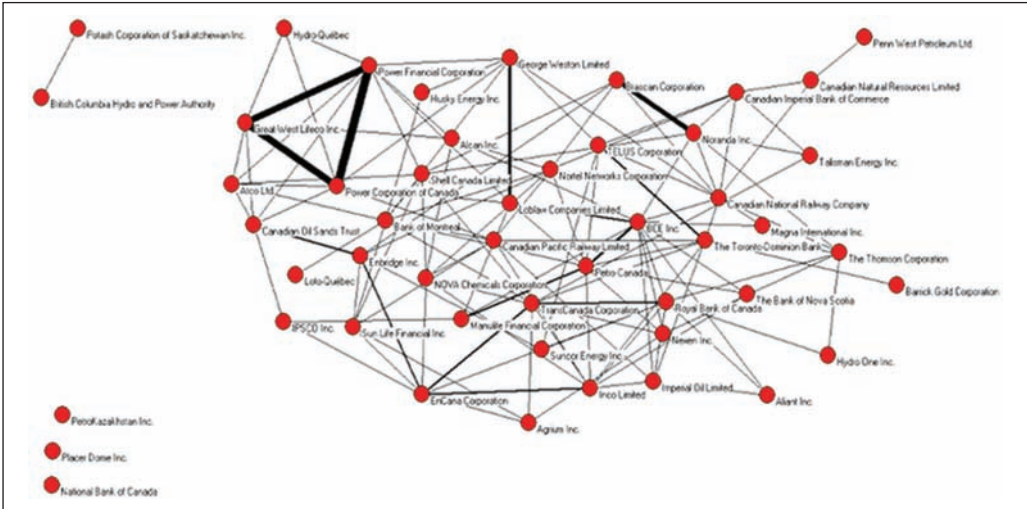 Potash Corporation of Saskatchewan Inc.
Hydro-Québec
Penn West Petroleum Ltd.
Power Financial Corporation
George Weston Limited
Brascan Corporation
Canadian Natural Resources Limited
British Columbia Hydro and Power Authority
Husky Energy Inc.
Canadian Imperial Bank of Commerce
Great West Lifeco Inc.
Alcan Inc.
Noranda Inc.
TELUS Corporation
Talisman Energy Inc.
Nortel Networks Corporation
Shell Canada Limited
Atco Ltd.
Power Corporation of Canada
Canadian National Railway Company
Loblaw Companies Limited
Canadian Oil Sands Trust
Bank of Montreal
BCE Inc.
Magna International Inc.
Canadian Pacific Railway Limited
The Toronto-Dominion Bank
The Thomson Corporation
Enbridge Inc.
Petro-Canada
Loto-Québec
NOVA Chemicals Corporation
Barrick Gold Corporation
The Bank of Nova Scotia
TransCanada Corporation
Royal Bank of Canada
IPSCO Inc.
Sun Life Financial Inc.
Manulife Financial Corporation
Nexen Inc.
Suncor Energy Inc.
Hydro One Inc.
Imperial Oil Limited
EnCana Corporation
Inco Limited
Aliant Inc.
PetroKazakhstan Inc.
Agrium Inc.
Placer Dome Inc.
National Bank of Canada